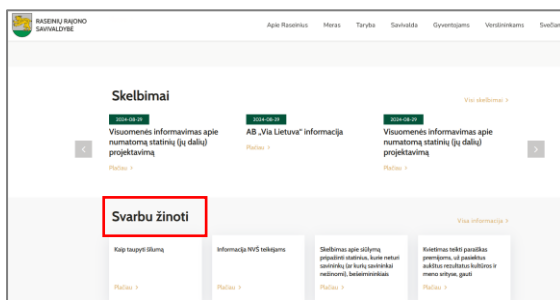 RASEINIŲ RAJONO
SAVIVALDYBĖ
Apie Raseinius Meras Taryba Savivalda Gyventojams Verslininkams Svečiams
Skelbimai
Visi skelbimai >
2024-08-29
Visuomenės informavimas apie
numatomą statinių (jų dalių)
projektavimą
Plačiau >
2024-08-29
AB „Via Lietuva“ informacija
Plačiau >
2024-08-29
Visuomenės informavimas apie
numatomą statinių (jų dalių)
projektavimą
Plačiau >
Svarbu žinoti
Visa informacija >
Kaip taupyti šilumą
Plačiau >
Informacija NVŠ teikėjams
Plačiau >
Skelbimas apie siūlymą
pripažinti statinius, kurie neturi
savininkų (ar kurių savininkai
nežinomi), bešeimininkiais
Plačiau >
Kvietimas teikti paraiškas
premijoms, už pasiektus
aukštus rezultatus kultūros ir
meno srityse, gauti
Plačiau >